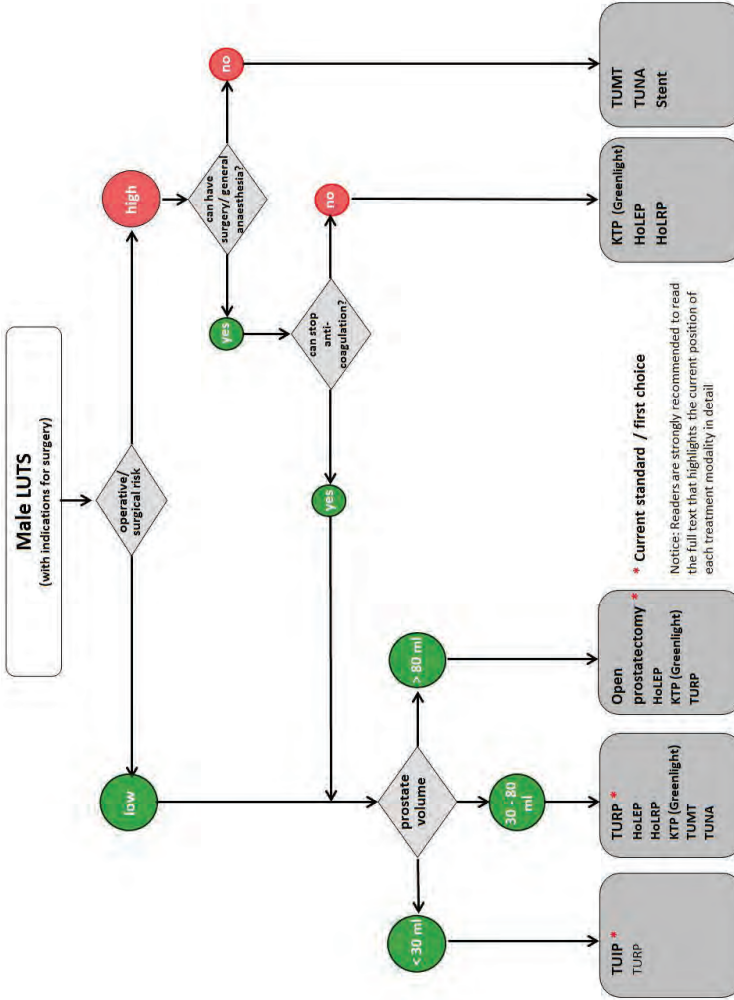 Male LUTS
(with indications for surgery)
operative/
surgical risk
low
high
can have
surgery/ general
anaesthesia?
yes
no
can stop
anti-
coagulation?
yes
no
prostate
volume
< 30 ml
30 - 80
ml
> 80 ml
TUIP *
TURP
TURP *
HoLEP
HoLRP
KTP (Greenlight)
TUMT
TUNA
Open
prostatectomy *
HoLEP
KTP (Greenlight)
TURP
* Current standard / first choice
Notice: Readers are strongly recommended to read
the full text that highlights the current position of
each treatment modality in detail
KTP (Greenlight)
HoLEP
HoLRP
TUMT
TUNA
Stent